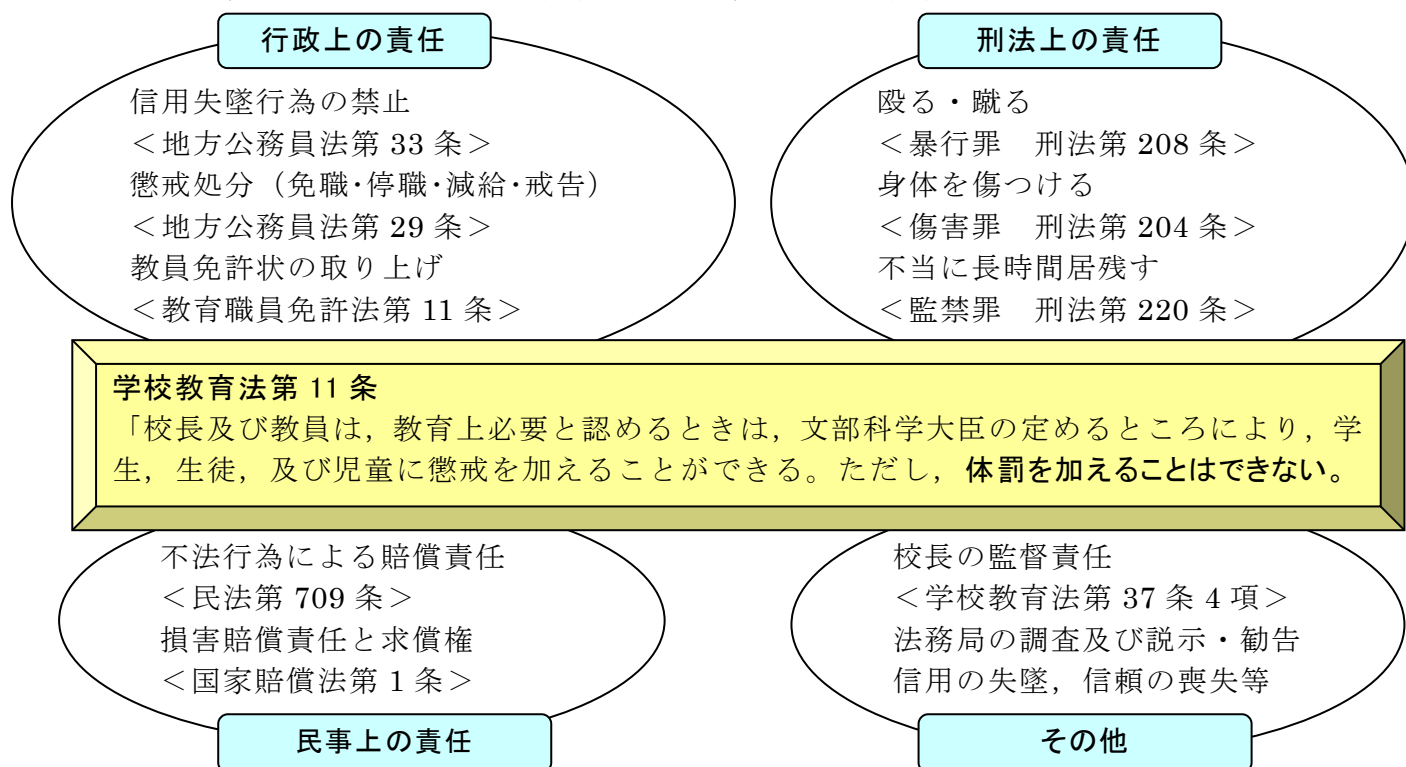 行政上の責任
信用失墜行為の禁止
＜地方公務員法第 33 条＞
懲戒処分（免職･停職･減給･戒告）
＜地方公務員法第 29 条＞
教員免許状の取り上げ
＜教育職員免許法第 11 条＞
刑法上の責任
殴る・蹴る
＜暴行罪　刑法第 208 条＞
身体を傷つける
＜傷害罪　刑法第 204 条＞
不当に長時間居残す
＜監禁罪　刑法第 220 条＞
学校教育法第 11 条
「校長及び教員は，教育上必要と認めるときは，文部科学大臣の定めるところにより，学
生，生徒，及び児童に懲戒を加えることができる。ただし，体罰を加えることはできない。
不法行為による賠償責任
＜民法第 709 条＞
損害賠償責任と求償権
＜国家賠償法第 1 条＞
民事上の責任
校長の監督責任
＜学校教育法第 37 条 4 項＞
法務局の調査及び説示・勧告
信用の失墜，信頼の喪失等
その他